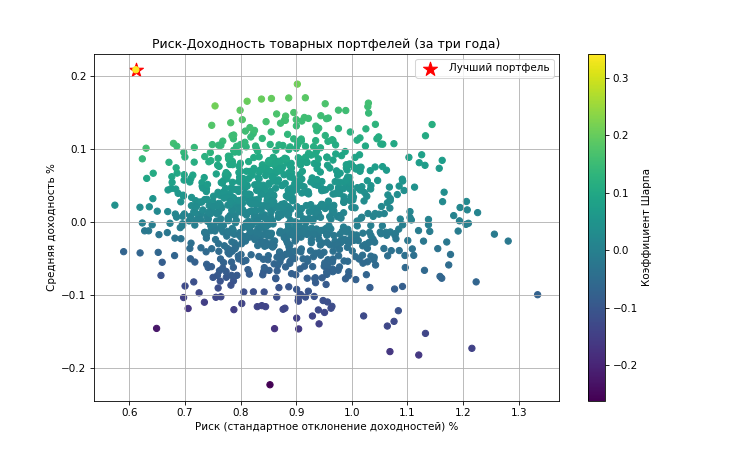 Риск-Доходность товарных портфелей (за три года)
Лучший портфель
Средняя доходность %
0.2
0.1
0.0
−0.1
−0.2
0.6 0.7 0.8 0.9 1.0 1.1 1.2 1.3
Риск (стандартное отклонение доходностей) %
0.3
0.2
0.1
0.0
−0.1
−0.2
Коэффициент Шарпа